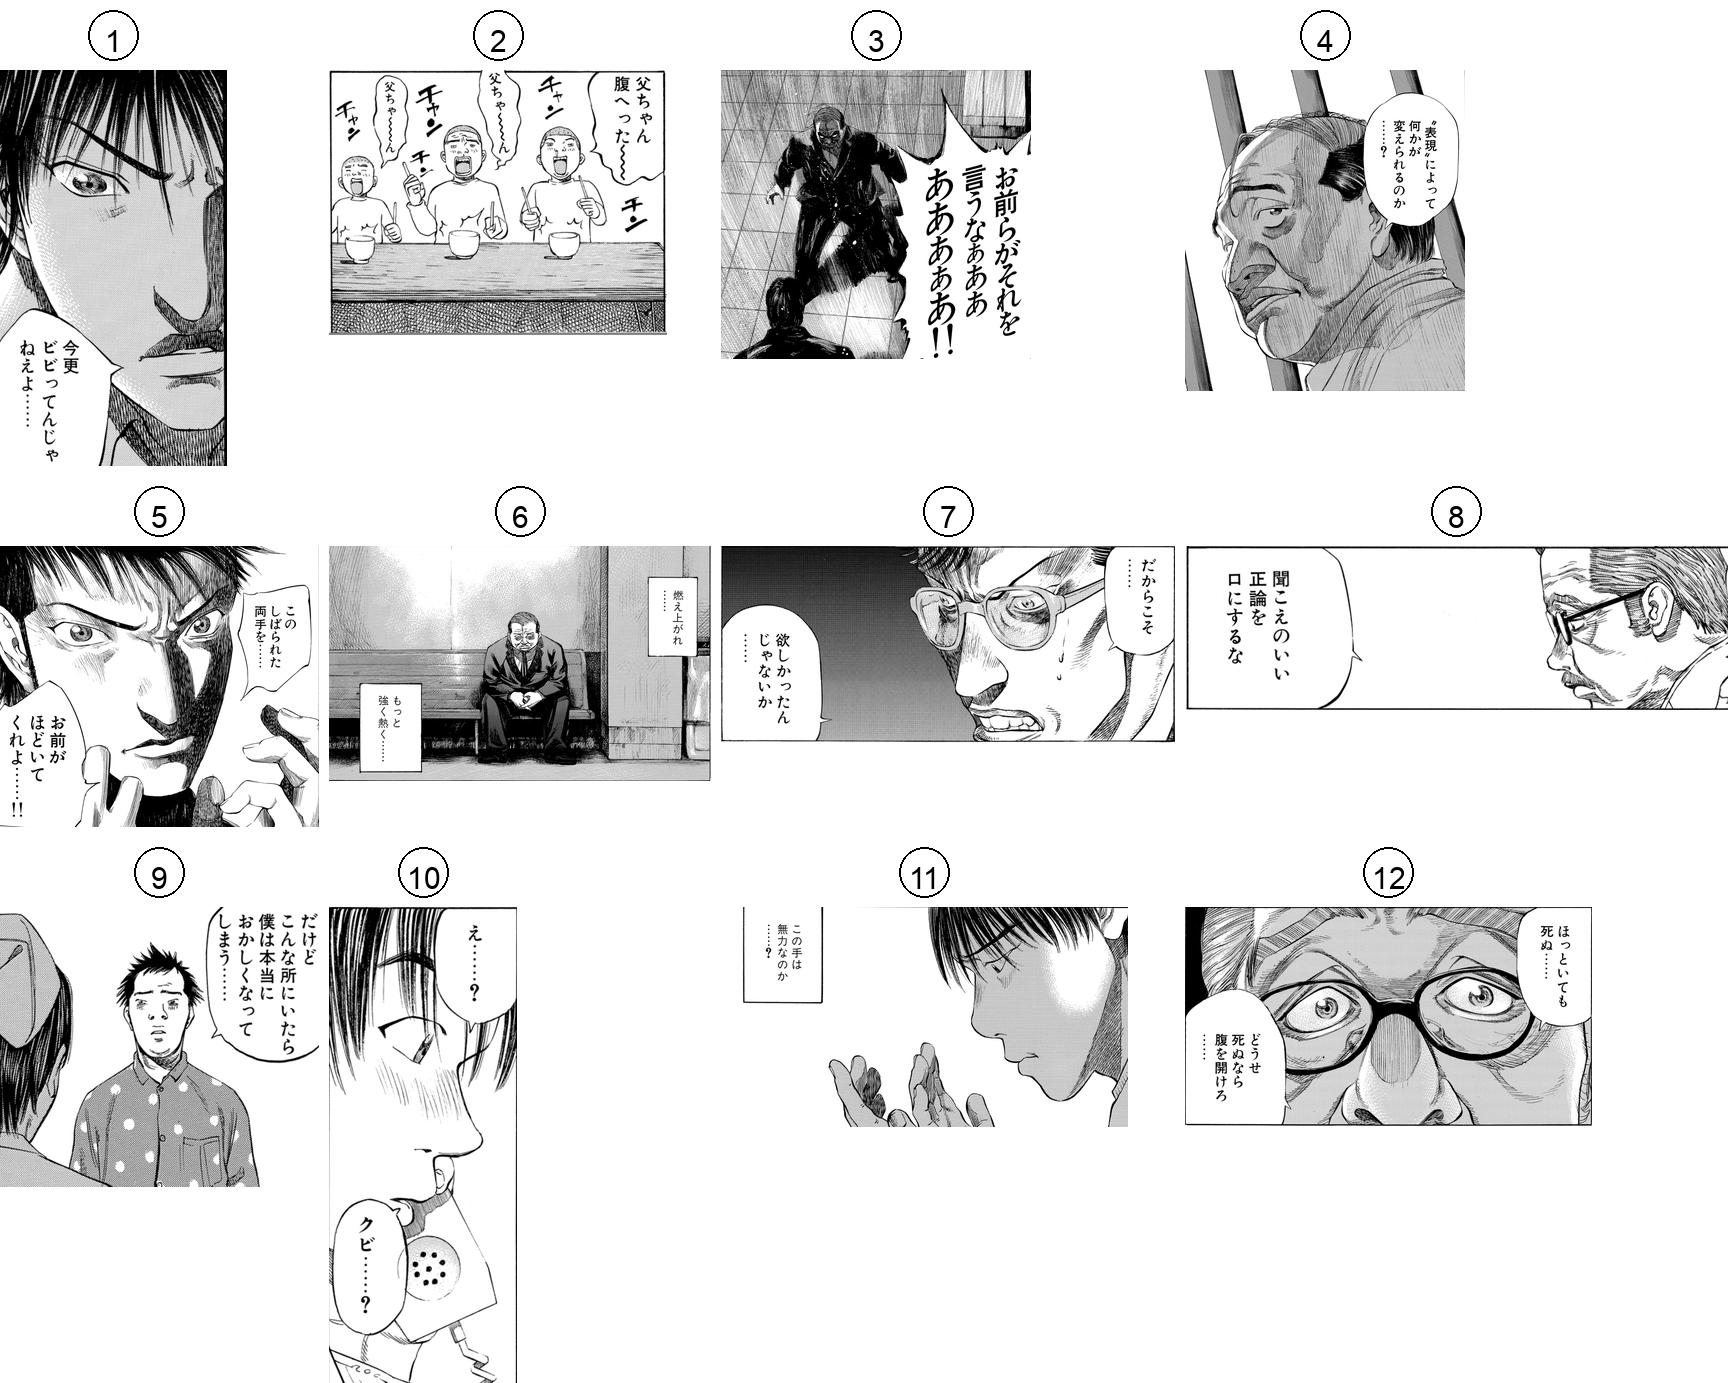 1
今更
ビビってんじゃ
ねえよ……
2
父ちゃん
腹へった〜〜〜
チャン
父ちゃ〜〜〜ん
チャン
父ちゃ〜〜〜ん
チャン
チン
チン
3
お前らがそれを
言うなぁぁぁ
あああぁぁあ!!
4
"表現"によって
何かが
変えられるのか
……?
5
この
しばられた
両手を……
お前が
ほどいて
くれよ……!!
6
燃え上がれ
……
もっと
強く熱く……
7
だからこそ
……
欲しかったん
じゃないか
……
8
聞こえのいい
正論を
口にするな
9
だけど
こんな所にいたら
僕は本当に
おかしくなって
しまう……
10
え……?
クビ……?
11
この手は
無力なのか
……?
12
ほっといても
死ぬ……
どうせ
死ぬなら
腹を開けろ
……